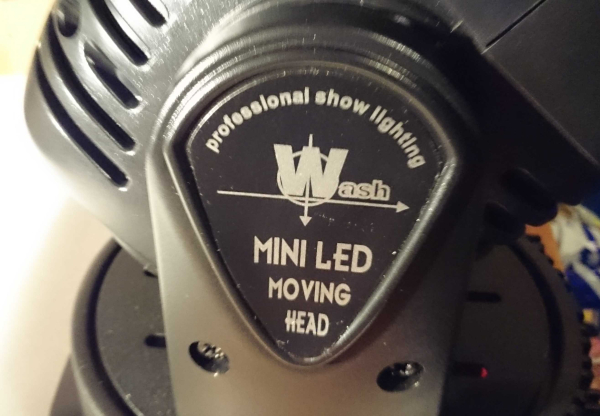 professional show lighting
Wash
MINI LED
MOVING
HEAD